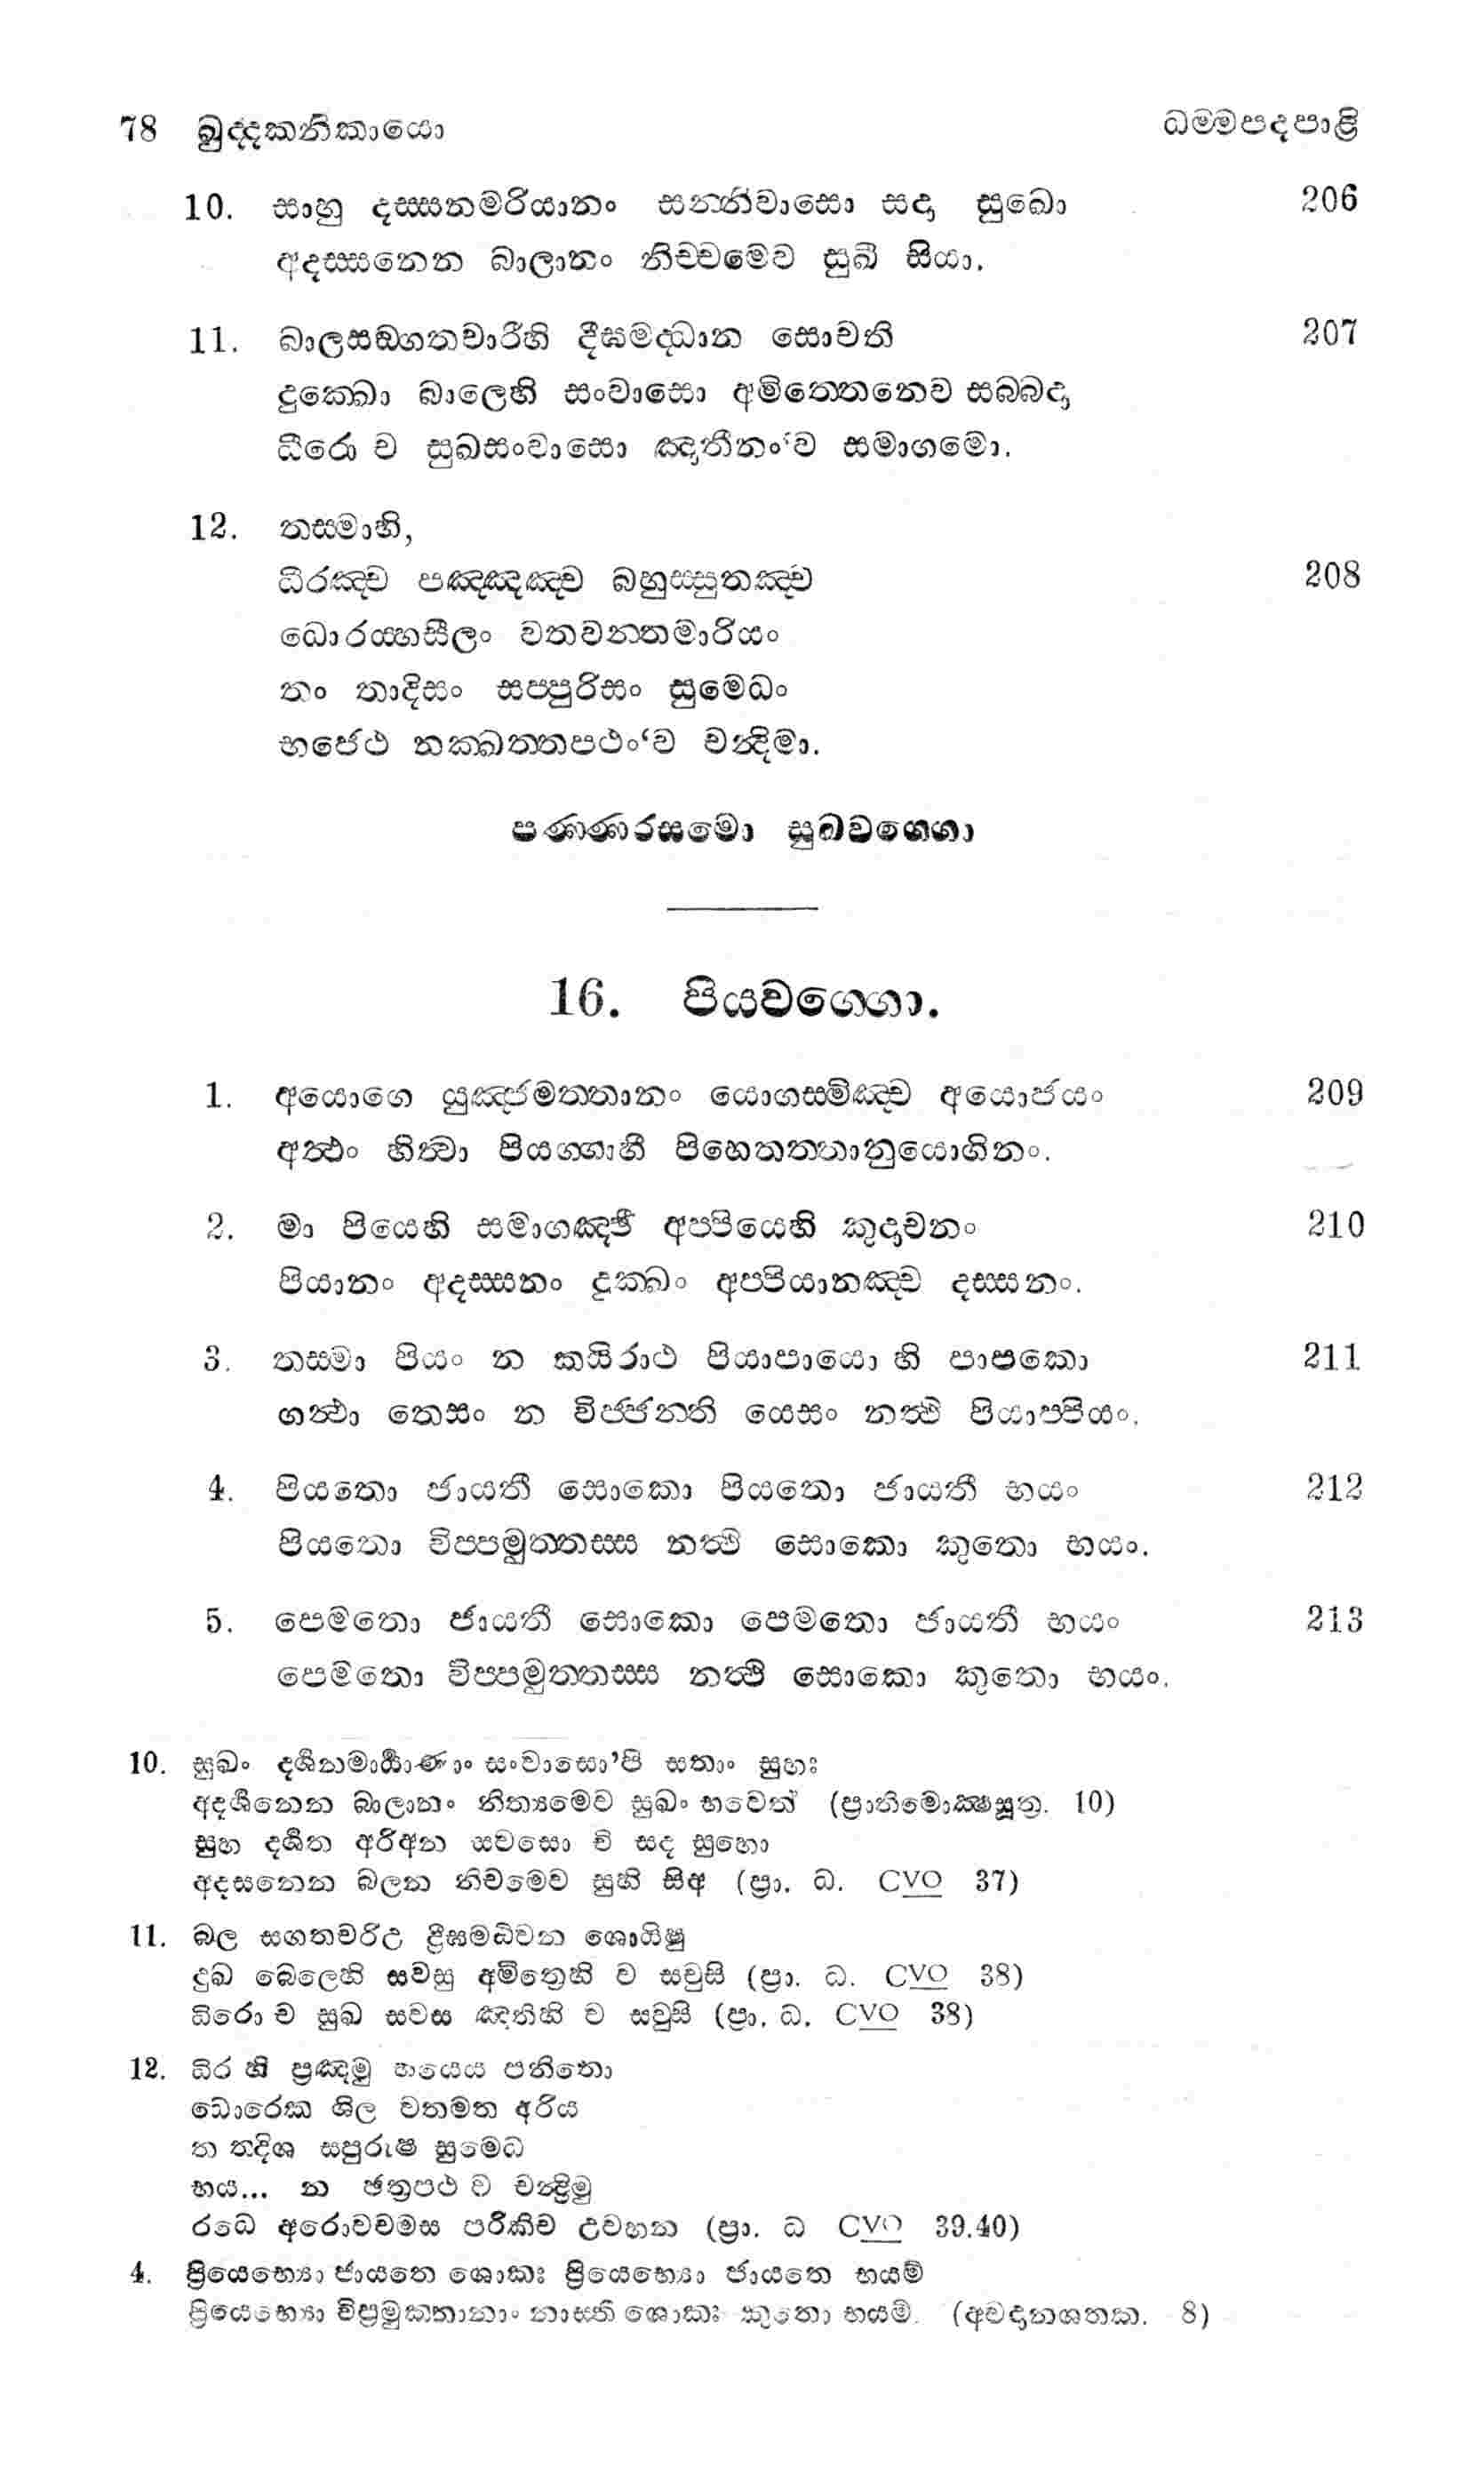 78 ඛුද්දකනිකායො ධම්මපදපාළි
10. සාහු දස්සනමරියානං සන්නිවාසො සදා සුඛො 206
අදස්සනෙන බාලානං නිච්චමෙව සුඛී සියා.
11. බාලසඞ්ගතචාරීහි දීඝමද්ධාන සොචති 207
දුක්ඛො බාලෙහි සංවාසො අමිත්තෙනෙව සබ්බදා
ධීරො ච සුඛසංවාසො ඤාතීනං‘ව සමාගමො.
12. තස්මාහි,
ධීරඤ්ච පඤ්ඤඤ්ච බහුස්සුතඤ්ච 208
ධොරය්හසීලං වතවන්තමාරියං
තං තාදිසං සප්පුරිසං සුමෙධං
භජෙථ නක්ඛත්තපථං‘ව චන්දිමා.
පණ්ණරසමො සුඛවග්ගො
16. පියවග්ගො.
1. අයොගෙ යුඤ්ජමත්තානං යොගස්මිඤ්ච අයොජයං 209
අත්ථං හිත්වා පියග්ගාහී පිහෙතත්තානුයොගිනං.
2. මා පියෙහි සමාගඤ්ඡී අප්පියෙහි කුදාචනං 210
පියානං අදස්සනං දුක්ඛං අප්පියානඤ්ච දස්සනං.
3. තස්මා පියං න කයිරාථ පියාපායො හි පාපකො 211
ගන්ථා තෙසං න විජ්ජන්ති යෙසං නත්ථි පියාප්පියං.
4. පියතො ජායතී සොකො පියතො ජායතී භයං 212
පියතො විප්පමුත්තස්ස නත්ථි සොකො කුතො භයං.
5. පෙමතො ජායතී සොකො පෙමතො ජායතී භයං 213
පෙමතො විප්පමුත්තස්ස නත්ථි සොකො කුතො භයං.
10. සුඛං දර්ශනමාර්යාණාං සංවාසො’පි සතාං සුහඃ
අදර්ශනෙන බාලානං නිත්‍යමෙව සුඛං භවෙත් (ප්‍රාතිමොක්ෂසූත්‍ර. 10)
සුහ දර්ශන අරිඅන සවසො වි සද සුහො
අදසනෙන බලන නිචමෙව සුහි සිඅ (ප්‍රා. ධ. CVO 37)
11. බල සගතචරිඋ ද්‍රීඝමධ්වන ශොයිෂු
දුඛ බෙලෙහි සවසු අමිත්‍රෙහි ව සවුසි (ප්‍රා. ධ. CVO 38)
ධිරො ච සුඛ සවස ඤතිහි ව සවුසි (ප්‍රා. ධ. CVO 38)
12. ධිර හි ප්‍රඤමු භයෙය පනිතො
ධොරෙක ශිල වතමත අරිය
ත තදිශ සපුරුෂ සුමෙධ
භය... න ඡත්‍රපථ ව චන්ද්‍රිමු
රධෙ අරොවචමස පරිකිච උවහන (ප්‍රා. ධ CVO 39.40)
4. ප්‍රියෙභ්‍යො ජායතෙ ශොකඃ ප්‍රියෙභ්‍යො ජායතෙ භයම්
ප්‍රියෙභ්‍යො විප්‍රමුක්තානාං නාස්ති ශොකඃ කුතො භයම්. (අවදානශතක. 8)